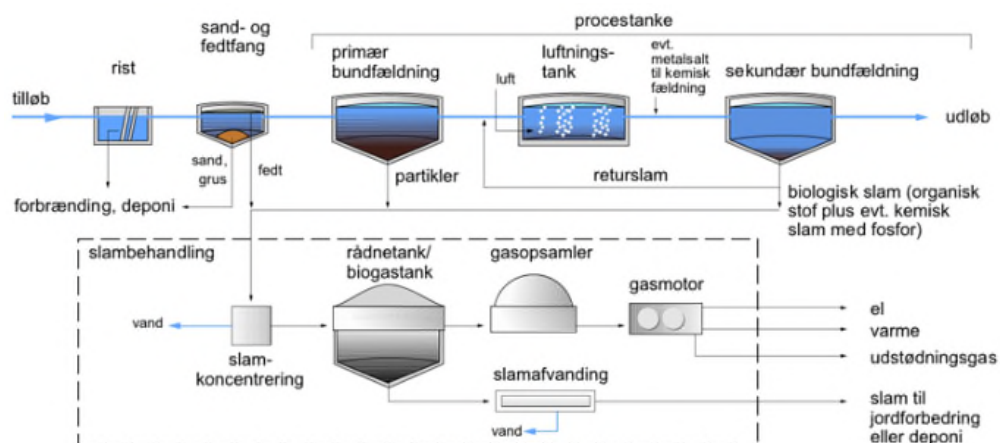 procestanke
sand- og
fedtfang
rist
tilløb
primær
bundfældning
luftnings-
tank
luft
evt.
metalsalt
til kemisk
fældning
sekundær bundfældning
udløb
sand,
grus
fedt
partikler
returslam
forbrænding, deponi
biologisk slam (organisk
stof plus evt. kemisk
slam med fosfor)
slambehandling
rådnetank/
biogastank
gasopsamler
gasmotor
vand
slam-
koncentrering
el
varme
udstødningsgas
slamafvanding
vand
slam til
jordforbedring
eller deponi